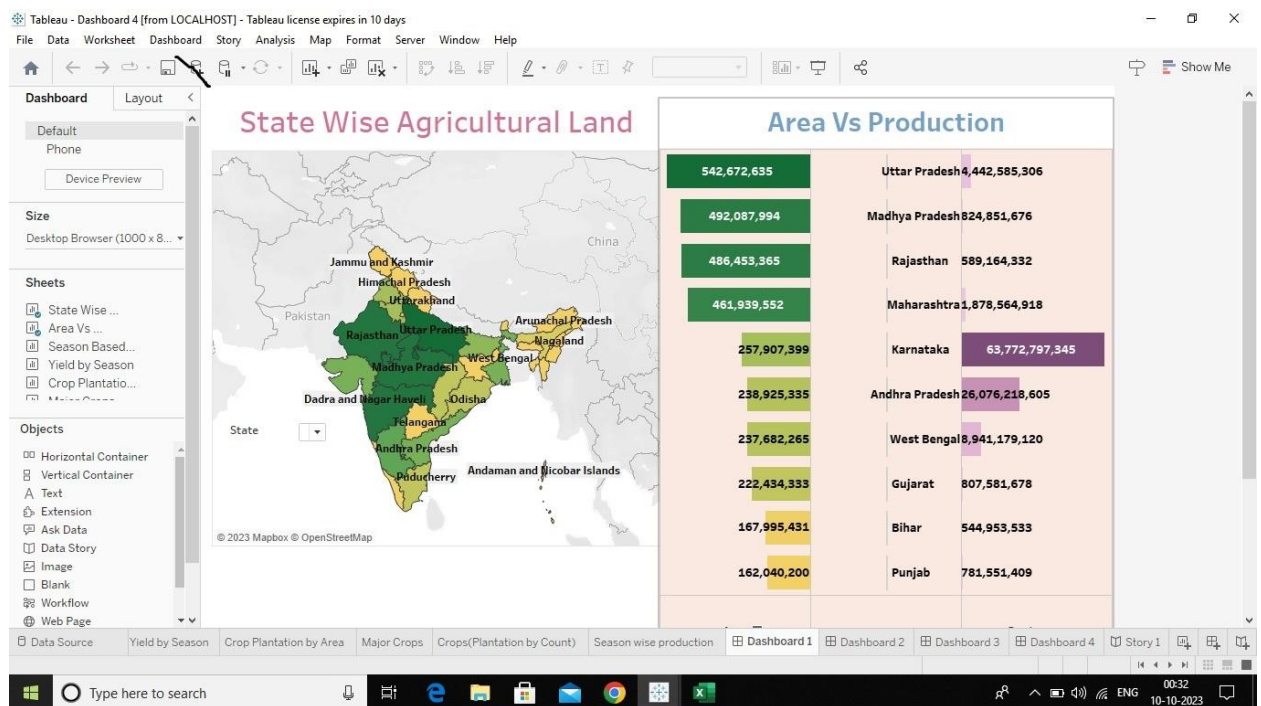 Tableau - Dashboard 4 [from LOCALHOST] - Tableau license expires in 10 days
File Data Worksheet Dashboard Story Analysis Map Format Server Window Help
Show Me
Dashboard Layout
Default
Phone
Device Preview
Size
Desktop Browser (1000 x 8...
Sheets
State Wise ...
Area Vs ...
Season Based...
Yield by Season
Crop Plantatio...
Objects
Horizontal Container
Vertical Container
Text
Extension
Ask Data
Data Story
Image
Blank
Workflow
Web Page
State Wise Agricultural Land
China
Jammu and Kashmir
Himachal Pradesh
Uttarakhand
Pakistan
Arunachal Pradesh
Rajasthan Uttar Pradesh
Nagaland
West Bengal
Madhya Pradesh
Dadra and Nagar Haveli Odisha
Telangana
State
Andhra Pradesh
Puducherry Andaman and Nicobar Islands
© 2023 Mapbox © OpenStreetMap
Area Vs Production
542,672,635 Uttar Pradesh 4,442,585,306
492,087,994 Madhya Pradesh 824,851,676
486,453,365 Rajasthan 589,164,332
461,939,552 Maharashtra 1,878,564,918
257,907,399 Karnataka 63,772,797,345
238,925,335 Andhra Pradesh 26,076,218,605
237,682,265 West Bengal 8,941,179,120
222,434,333 Gujarat 807,581,678
167,995,431 Bihar 544,953,533
162,040,200 Punjab 781,551,409
Data Source Yield by Season Crop Plantation by Area Major Crops Crops(Plantation by Count) Season wise production Dashboard 1 Dashboard 2 Dashboard 3 Dashboard 4 Story 1
Type here to search
ENG
00:32
10-10-2023